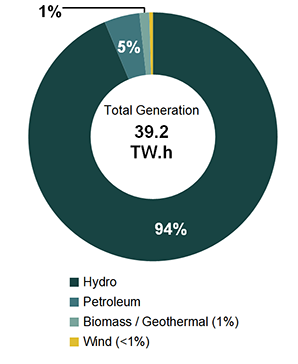 1%
5%
Total Generation
39.2
TW.h
94%
Hydro
Petroleum
Biomass / Geothermal (1%)
Wind (<1%)